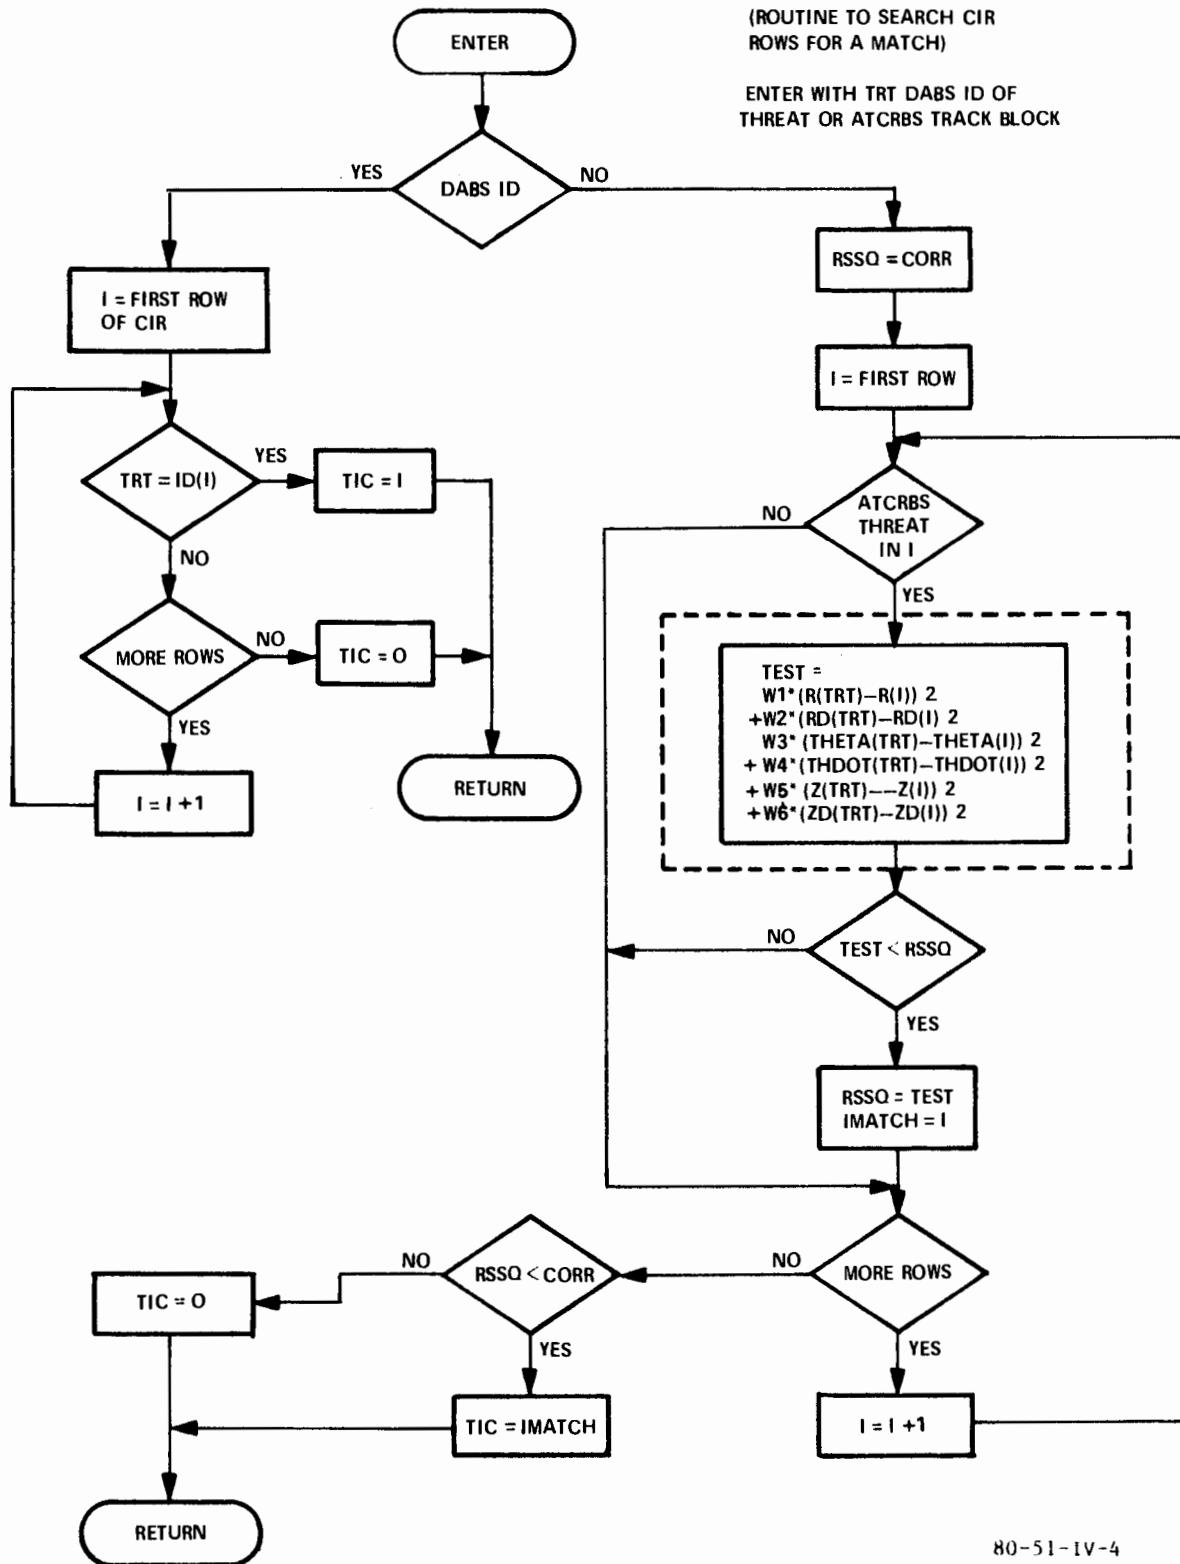 (ROUTINE TO SEARCH CIR
ROWS FOR A MATCH)
ENTER WITH TRT DABS ID OF
THREAT OR ATCRBS TRACK BLOCK
ENTER
DABS ID
YES
NO
I = FIRST ROW
OF CIR
TRT = ID(I)
YES
TIC = I
NO
MORE ROWS
NO
TIC = O
YES
I = I +1
RETURN
RSSQ = CORR
I = FIRST ROW
ATCRBS
THREAT
IN I
NO
YES
TEST =
W1* (R(TRT)–R(I)) 2
+W2* (RD(TRT)–RD(I) 2
W3* (THETA(TRT)–THETA(I)) 2
+ W4* (THDOT(TRT)–THDOT(I)) 2
+W5* (Z(TRT)––Z(I)) 2
+W6* (ZD(TRT)–ZD(I)) 2
TEST < RSSQ
NO
YES
RSSQ = TEST
IMATCH = I
MORE ROWS
NO
YES
I = I +1
RSSQ < CORR
NO
YES
TIC = O
TIC = IMATCH
RETURN
80-51-IV-4